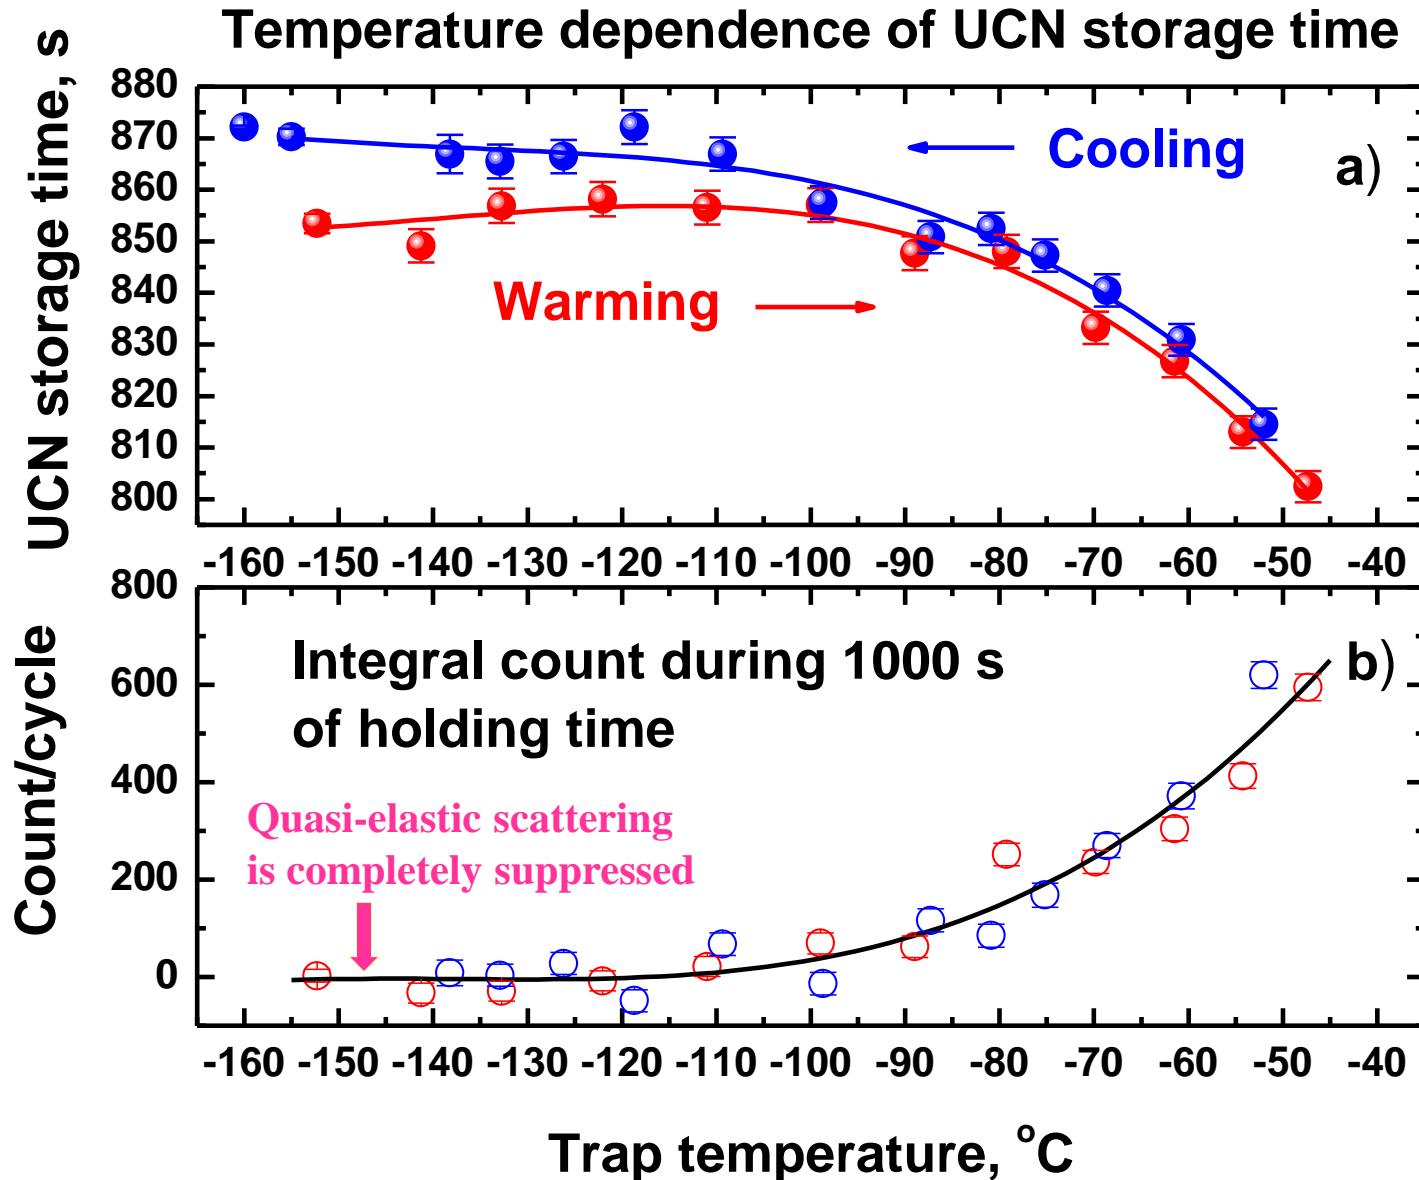 Temperature dependence of UCN storage time
UCN storage time, s
880
870
860
850
840
830
820
810
800
Cooling
a)
Warming
-160 -150 -140 -130 -120 -110 -100 -90 -80 -70 -60 -50 -40
Count/cycle
800
600
400
200
0
Integral count during 1000 s
of holding time
b)
Quasi-elastic scattering
is completely suppressed
-160 -150 -140 -130 -120 -110 -100 -90 -80 -70 -60 -50 -40
Trap temperature, °C